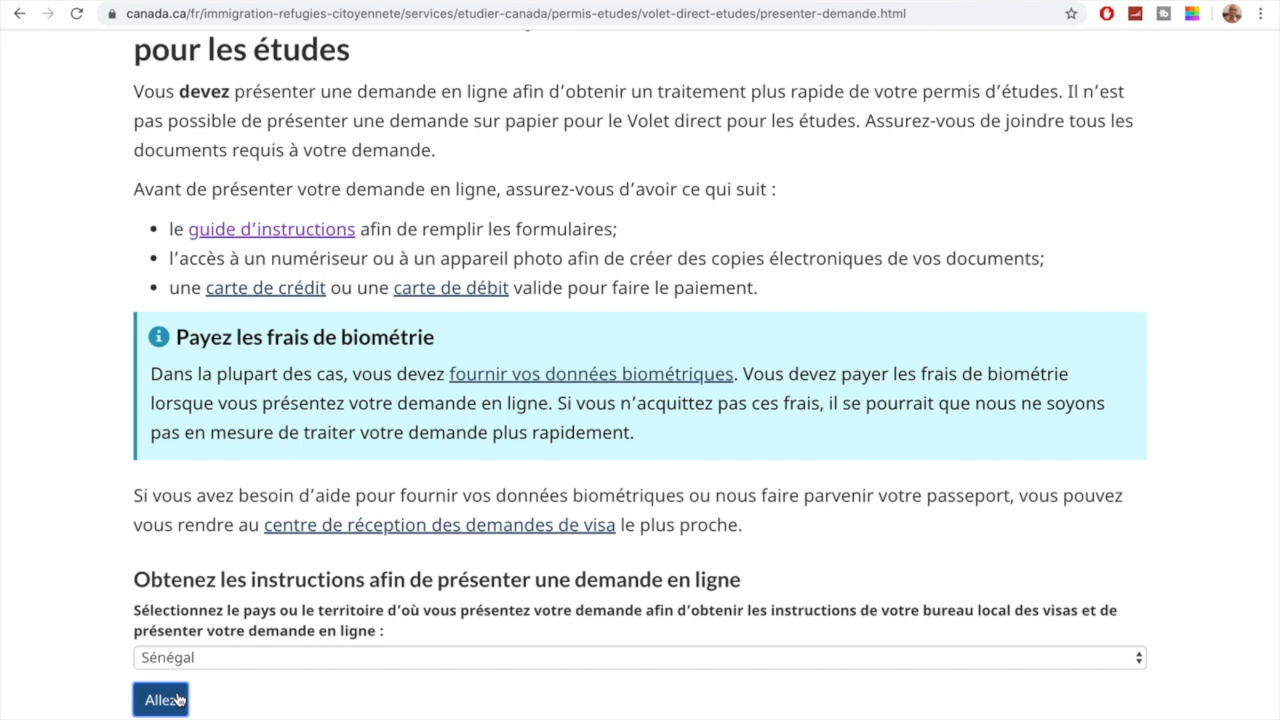 canada.ca/fr/immigration-refugies-citoyennete/services/etudier-canada/permis-etudes/volet-direct-etudes/presenter-demande.html
pour les études
Vous devez présenter une demande en ligne afin d’obtenir un traitement plus rapide de votre permis d’études. Il n’est
pas possible de présenter une demande sur papier pour le Volet direct pour les études. Assurez-vous de joindre tous les
documents requis à votre demande.
Avant de présenter votre demande en ligne, assurez-vous d’avoir ce qui suit :
• le guide d’instructions afin de remplir les formulaires;
• l’accès à un numériseur ou à un appareil photo afin de créer des copies électroniques de vos documents;
• une carte de crédit ou une carte de débit valide pour faire le paiement.
Payez les frais de biométrie
Dans la plupart des cas, vous devez fournir vos données biométriques. Vous devez payer les frais de biométrie
lorsque vous présentez votre demande en ligne. Si vous n’acquittez pas ces frais, il se pourrait que nous ne soyons
pas en mesure de traiter votre demande plus rapidement.
Si vous avez besoin d’aide pour fournir vos données biométriques ou nous faire parvenir votre passeport, vous pouvez
vous rendre au centre de réception des demandes de visa le plus proche.
Obtenez les instructions afin de présenter une demande en ligne
Sélectionnez le pays ou le territoire d’où vous présentez votre demande afin d’obtenir les instructions de votre bureau local des visas et de
présenter votre demande en ligne :
Sénégal
Allez